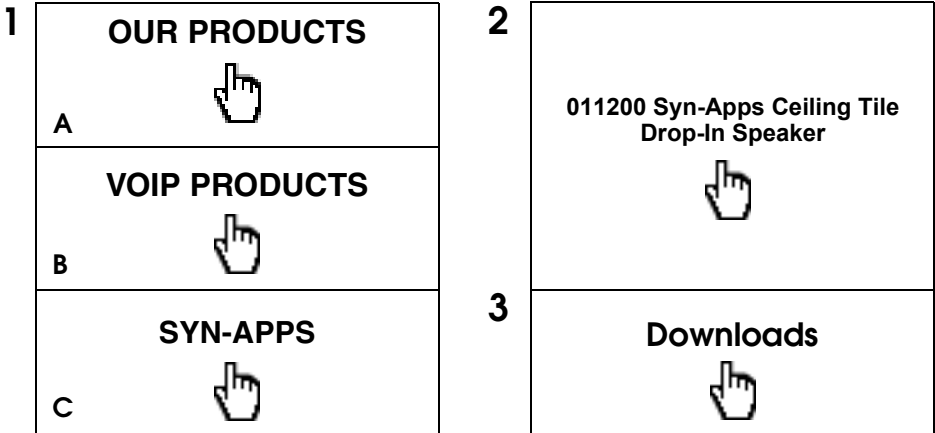 1
OUR PRODUCTS
A
VOIP PRODUCTS
B
SYN-APPS
C
2
011200 Syn-Apps Ceiling Tile
Drop-In Speaker
3
Downloads